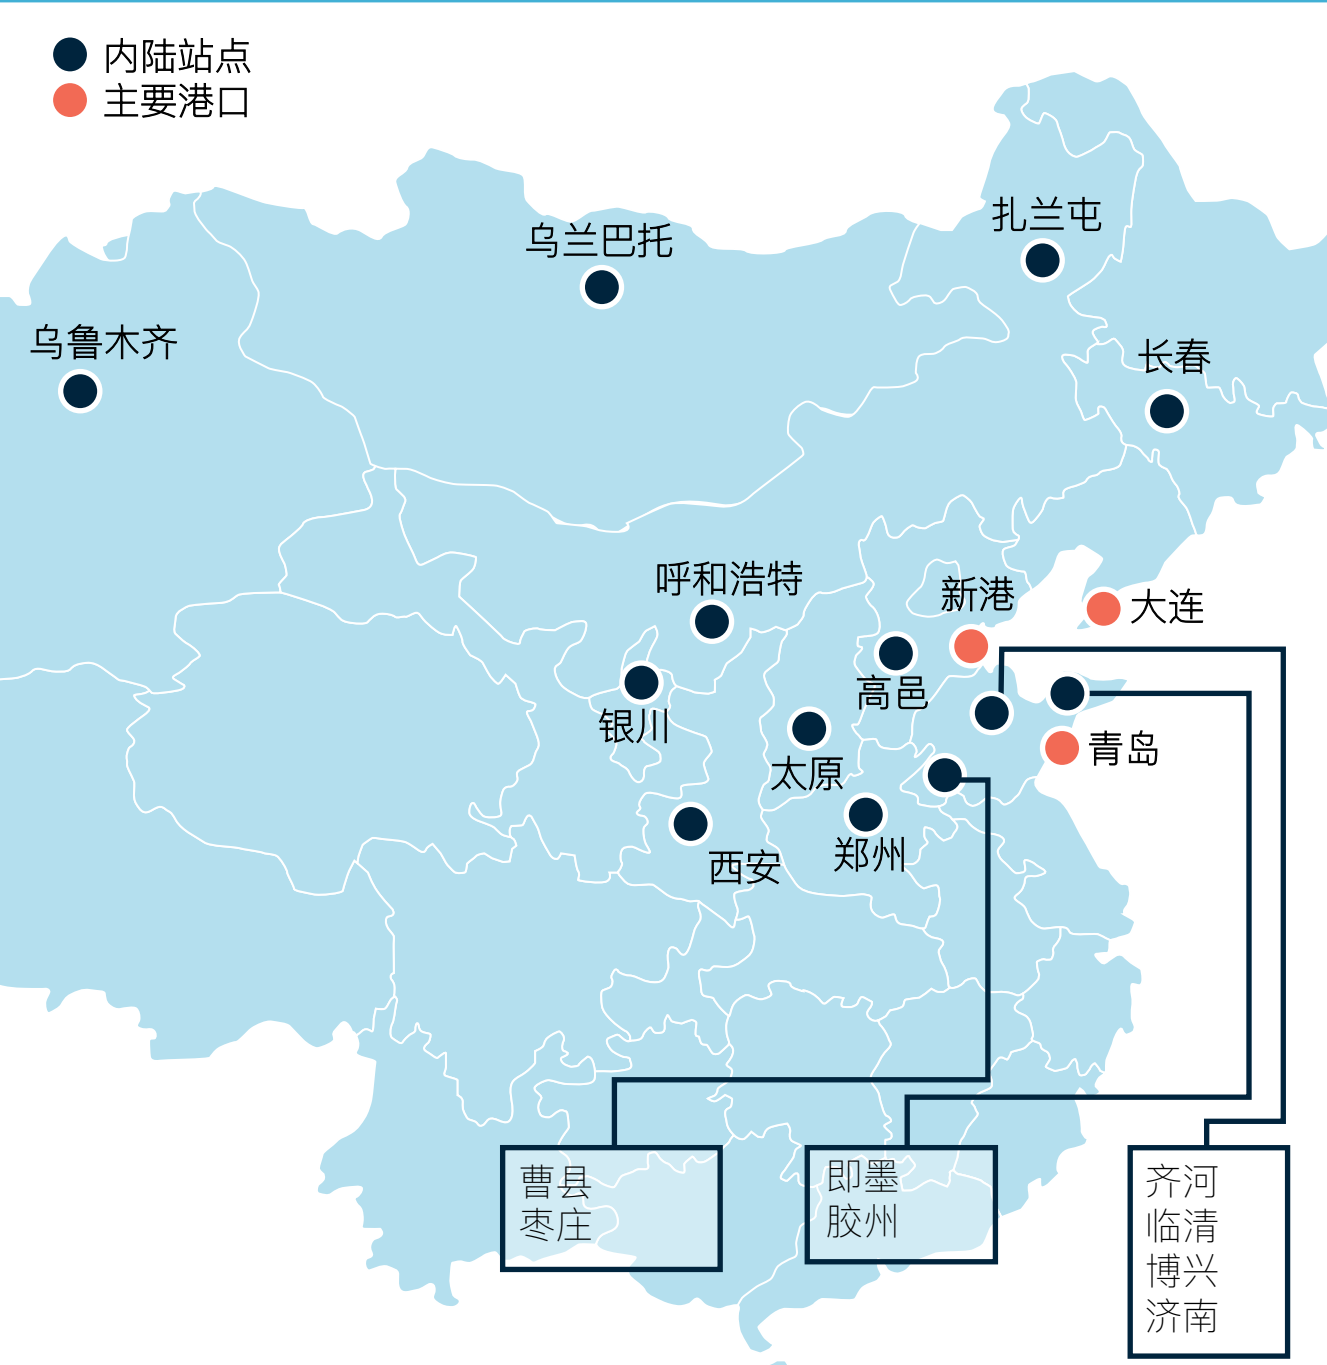 内陆站点
主要港口
扎兰屯
乌兰巴托
乌鲁木齐
长春
呼和浩特
新港
大连
高邑
银川
青岛
太原
郑州
西安
曹县
枣庄
即墨
胶州
齐河
临清
博兴
济南